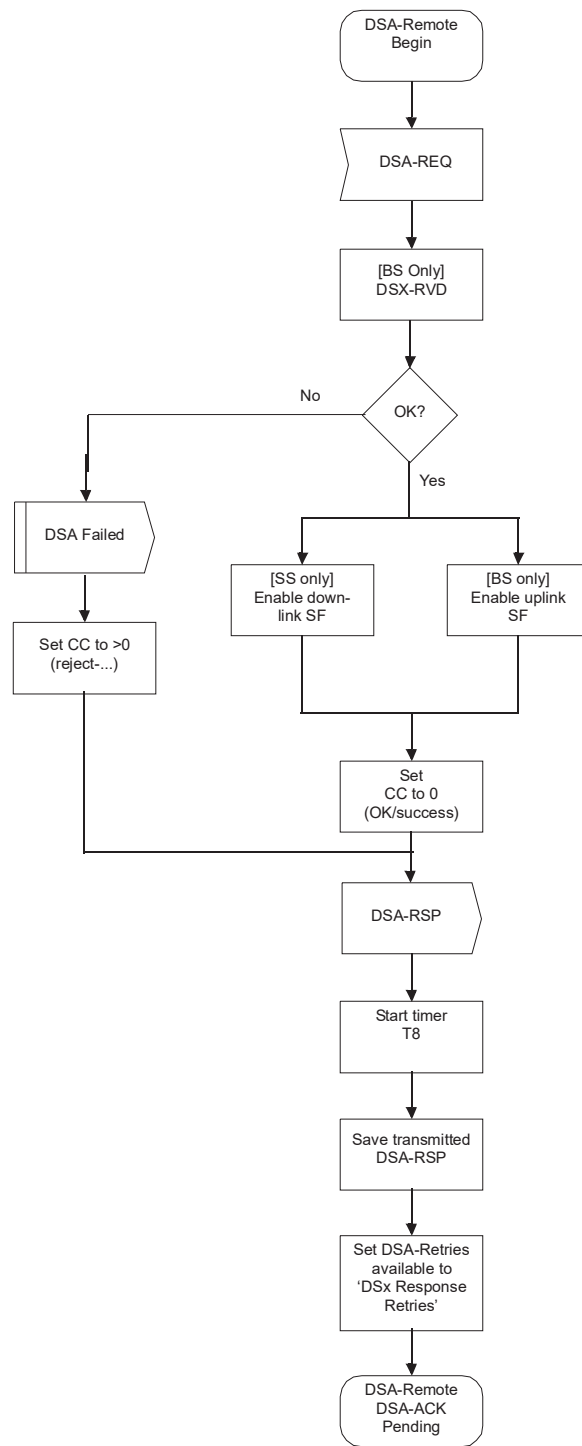 DSA-Remote
Begin
DSA-REQ
[BS Only]
DSX-RVD
No
OK?
Yes
DSA Failed
[SS only]
Enable down-
link SF
[BS only]
Enable uplink
SF
Set CC to >0
(reject-...)
Set
CC to 0
(OK/success)
DSA-RSP
Start timer
T8
Save transmitted
DSA-RSP
Set DSA-Retries
available to
‘DSx Response
Retries’
DSA-Remote
DSA-ACK
Pending